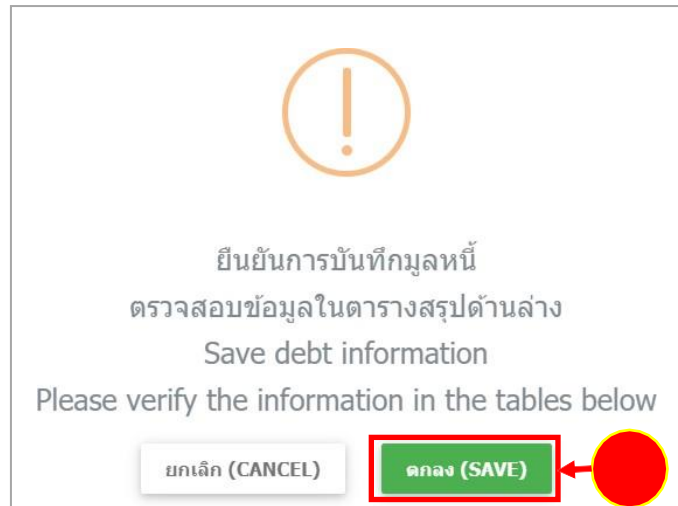 ยืนยันการบันทึกมูลหนี้
ตรวจสอบข้อมูลในตารางสรุปด้านล่าง
Save debt information
Please verify the information in the tables below
ยกเลิก (CANCEL)
ตกลง (SAVE)